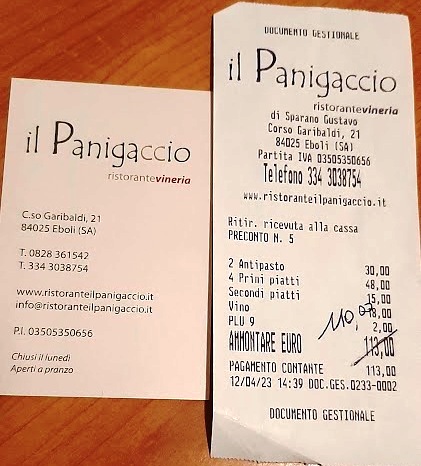 il Panigaccio
ristorantevineria
C.so Garibaldi, 21
84025 Eboli (SA)
T. 0828 361542
T. 334 3038754
www.ristoranteilpanigaccio.it
info@ristoranteilpanigaccio.it
P.I. 03505350656
Chiusi il lunedì
Aperti a pranzo
DOCUMENTO GESTIONALE
il Panigaccio
ristorantevineria
di Sparano Gustavo
Corso Garibaldi, 21
84025 Eboli (SA)
Partita IVA 03505350656
Telefono 334 3038754
www.ristoranteilpanigaccio.it
Ritir. ricevuta alla cassa
PRECONTO N. 5
2 Antipasto 30,00
4 Primi piatti 48,00
Secondi piatti 15,00
Vino 18,00
PLU 9 2,00
110,00
AMMONTARE EURO 113,00
PAGAMENTO CONTANTE 113,00
12/04/23 14:39 DOC.GES.0233-0002
DOCUMENTO GESTIONALE